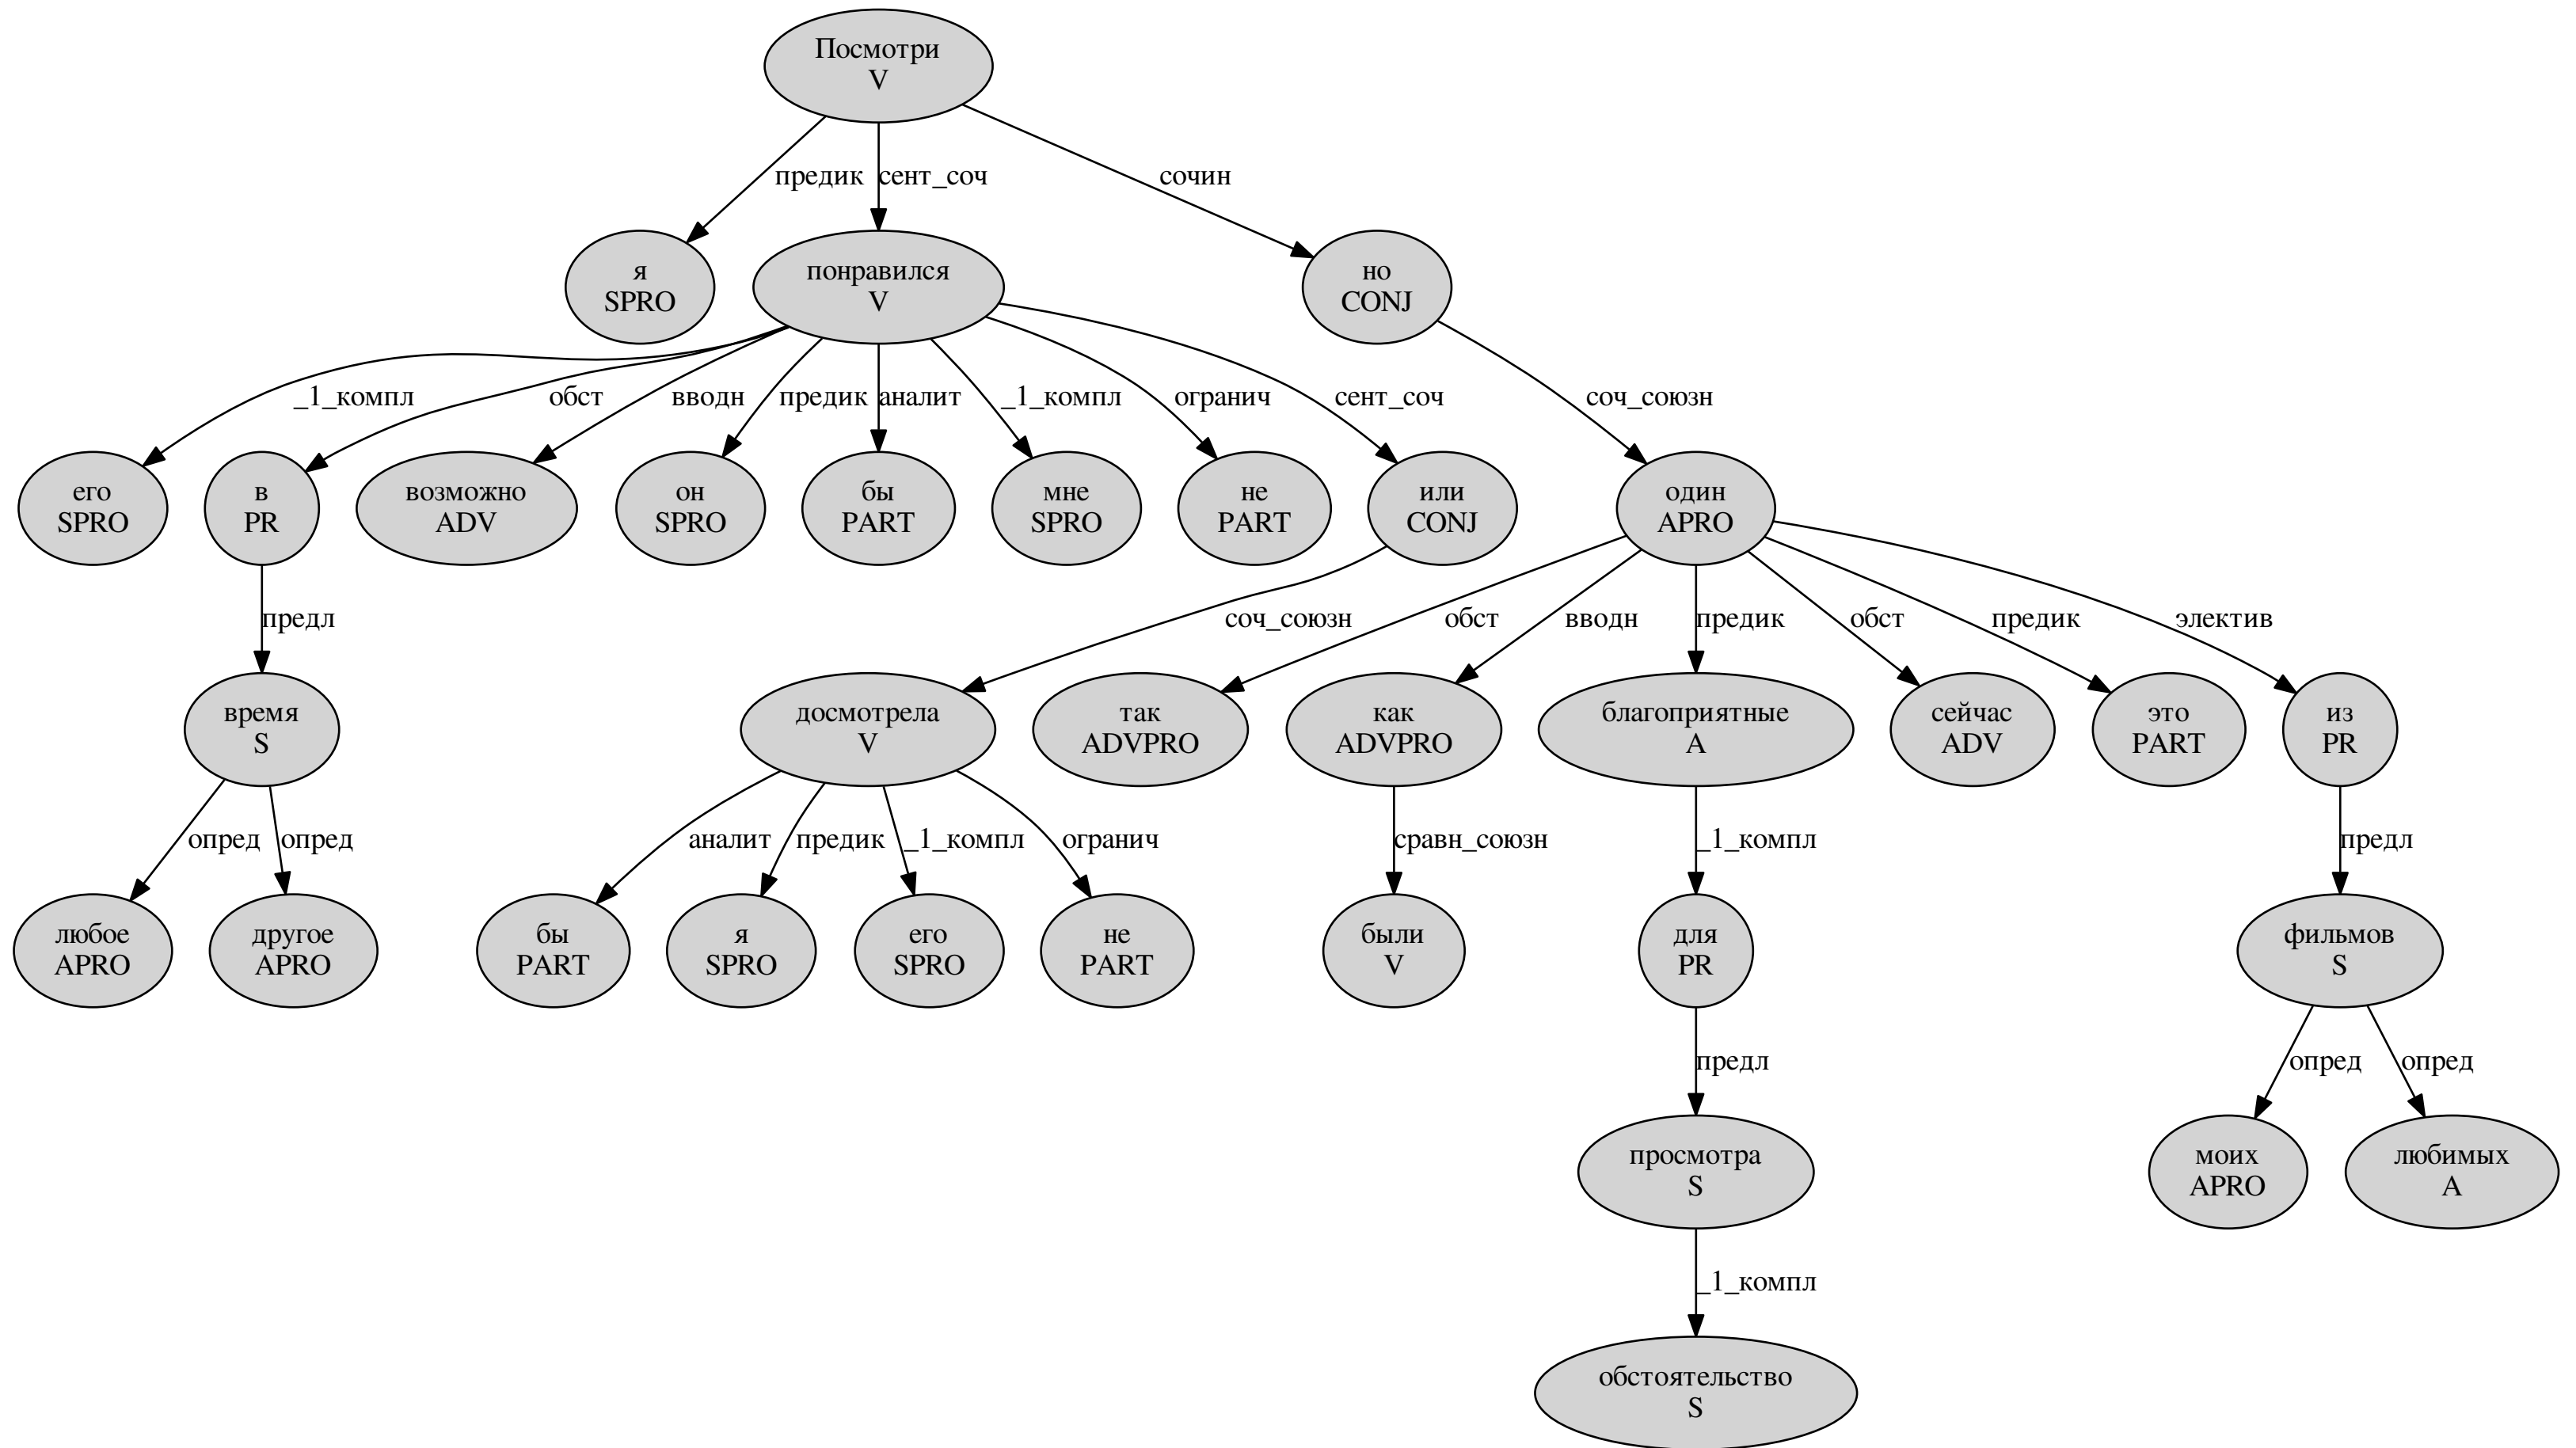 Посмотри
V
предик
сент_соч
сочин
я
SPRO
понравился
V
но
CONJ
_1_компл
обст
вводн
предик
аналит
_1_компл
огранич
сент_соч
соч_союзн
его
SPRO
в
PR
возможно
ADV
он
SPRO
бы
PART
мне
SPRO
не
PART
или
CONJ
один
APRO
предл
соч_союзн
обст
вводн
предик
обст
предик
электив
время
S
досмотрела
V
так
ADVPRO
как
ADVPRO
благоприятные
A
сейчас
ADV
это
PART
из
PR
опред
опред
аналит
предик
_1_компл
огранич
сравн_союзн
_1_компл
предл
любое
APRO
другое
APRO
бы
PART
я
SPRO
его
SPRO
не
PART
были
V
для
PR
фильмов
S
предл
опред
опред
просмотра
S
моих
APRO
любимых
A
_1_компл
обстоятельство
S